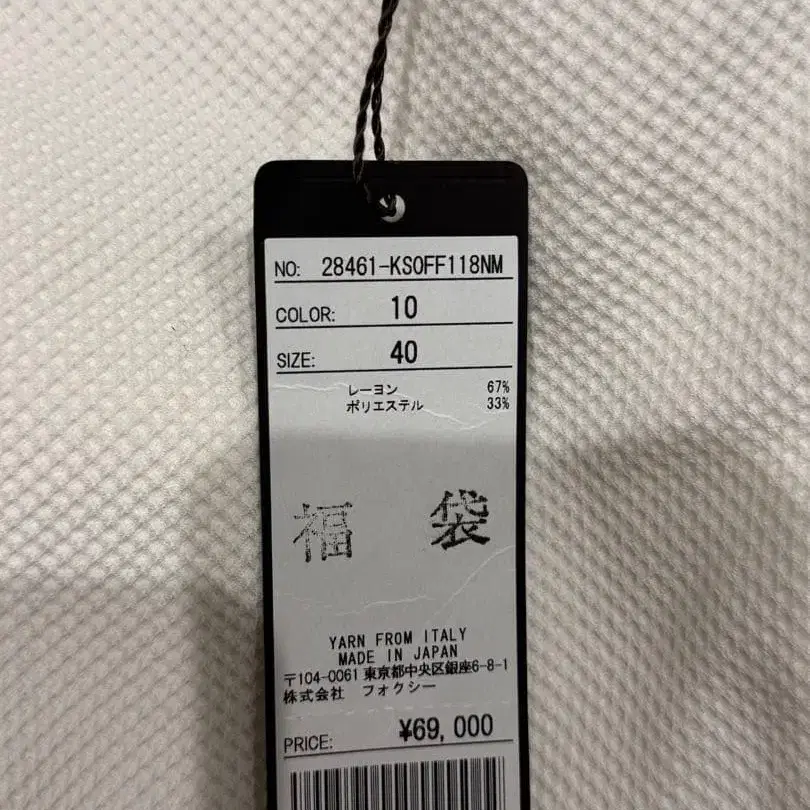 NO: 28461-KSOFF118NM
COLOR: 10
SIZE: 40
レーヨン 67%
ポリエステル 33%
福 袋
YARN FROM ITALY
MADE IN JAPAN
〒104-0061 東京都中央区銀座6-8-1
株式会社 フォクシー
PRICE: ¥69,000